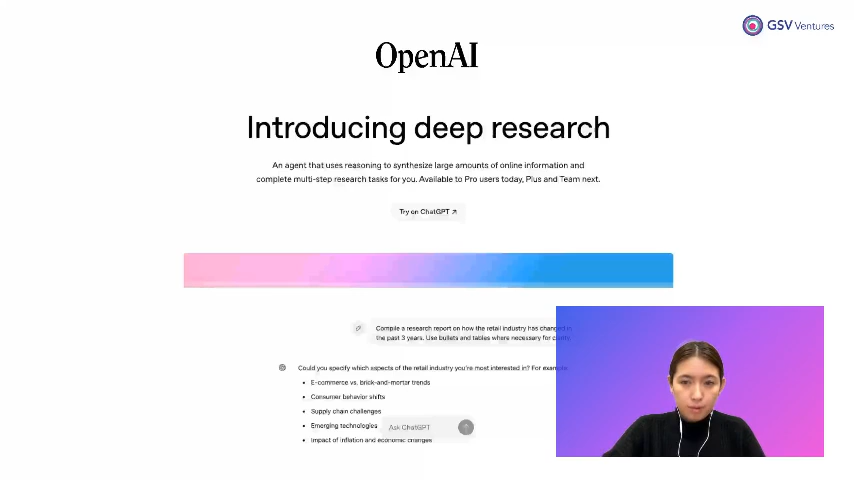 GSV Ventures
OpenAI
Introducing deep research
An agent that uses reasoning to synthesize large amounts of online information and
complete multi-step research tasks for you. Available to Pro users today, Plus and Team next.
Try on ChatGPT ↗
Compile a research report on how the retail industry has changed in
the past 3 years. Use bullets and tables where necessary for clarity.
Could you specify which aspects of the retail industry you're most interested in? For example:
• E-commerce vs. brick-and-mortar trends
• Consumer behavior shifts
• Supply chain challenges
• Emerging technologies
Ask ChatGPT
• Impact of inflation and economic changes